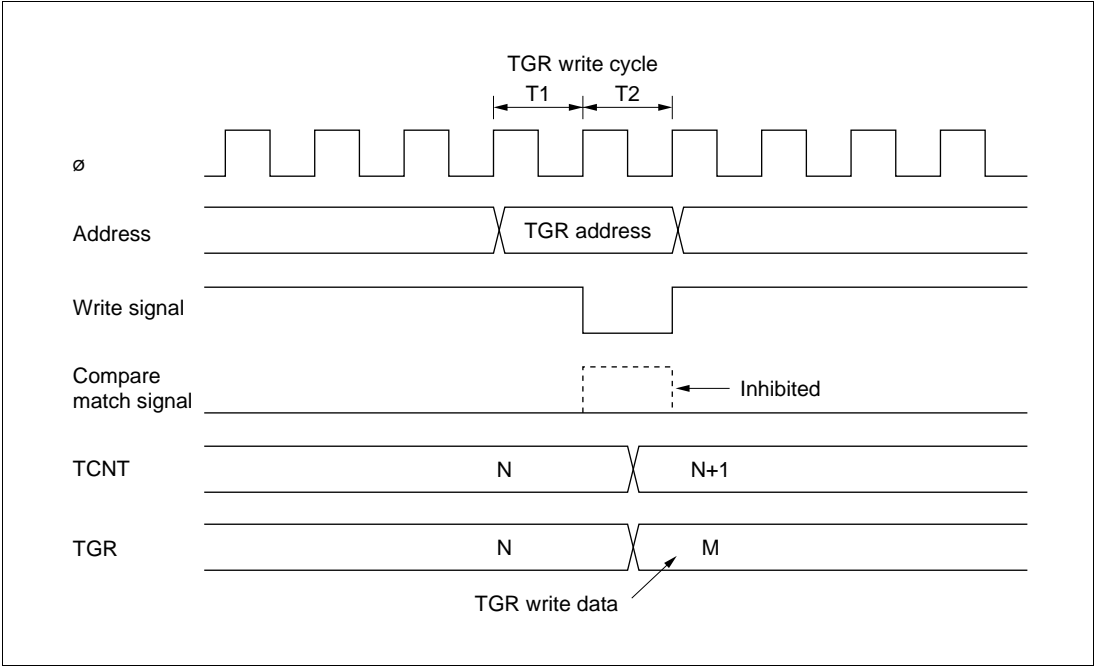 TGR write cycle
T1 T2
ø
Address TGR address
Write signal
Compare
match signal Inhibited
TCNT N N+1
TGR N M
TGR write data